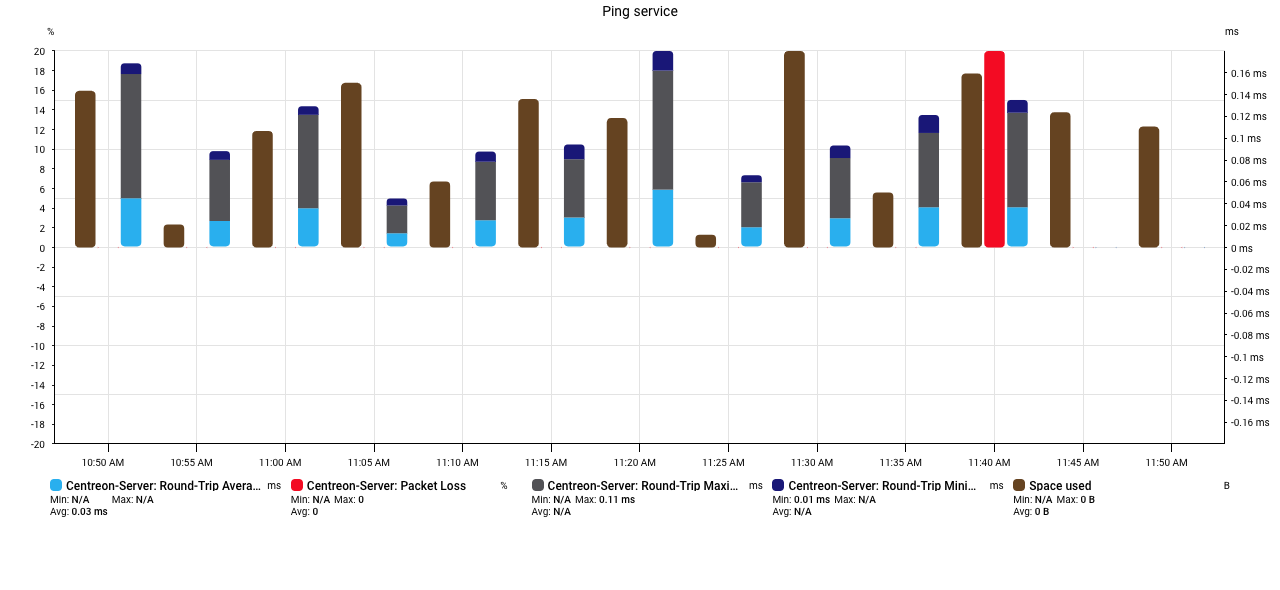 Ping service
% ms
20
18
16
14
12
10
8
6
4
2
0
-2
-4
-6
-8
-10
-12
-14
-16
-18
-20
0.16 ms
0.14 ms
0.12 ms
0.1 ms
0.08 ms
0.06 ms
0.04 ms
0.02 ms
0 ms
-0.02 ms
-0.04 ms
-0.06 ms
-0.08 ms
-0.1 ms
-0.12 ms
-0.14 ms
-0.16 ms
10:50 AM 10:55 AM 11:00 AM 11:05 AM 11:10 AM 11:15 AM 11:20 AM 11:25 AM 11:30 AM 11:35 AM 11:40 AM 11:45 AM 11:50 AM
Centreon-Server: Round-Trip Avera... ms
Min: N/A Max: N/A
Avg: 0.03 ms
Centreon-Server: Packet Loss %
Min: N/A Max: 0
Avg: 0
Centreon-Server: Round-Trip Maxi... ms
Min: N/A Max: 0.11 ms
Avg: N/A
Centreon-Server: Round-Trip Mini... ms
Min: 0.01 ms Max: N/A
Avg: N/A
Space used B
Min: N/A Max: 0 B
Avg: 0 B